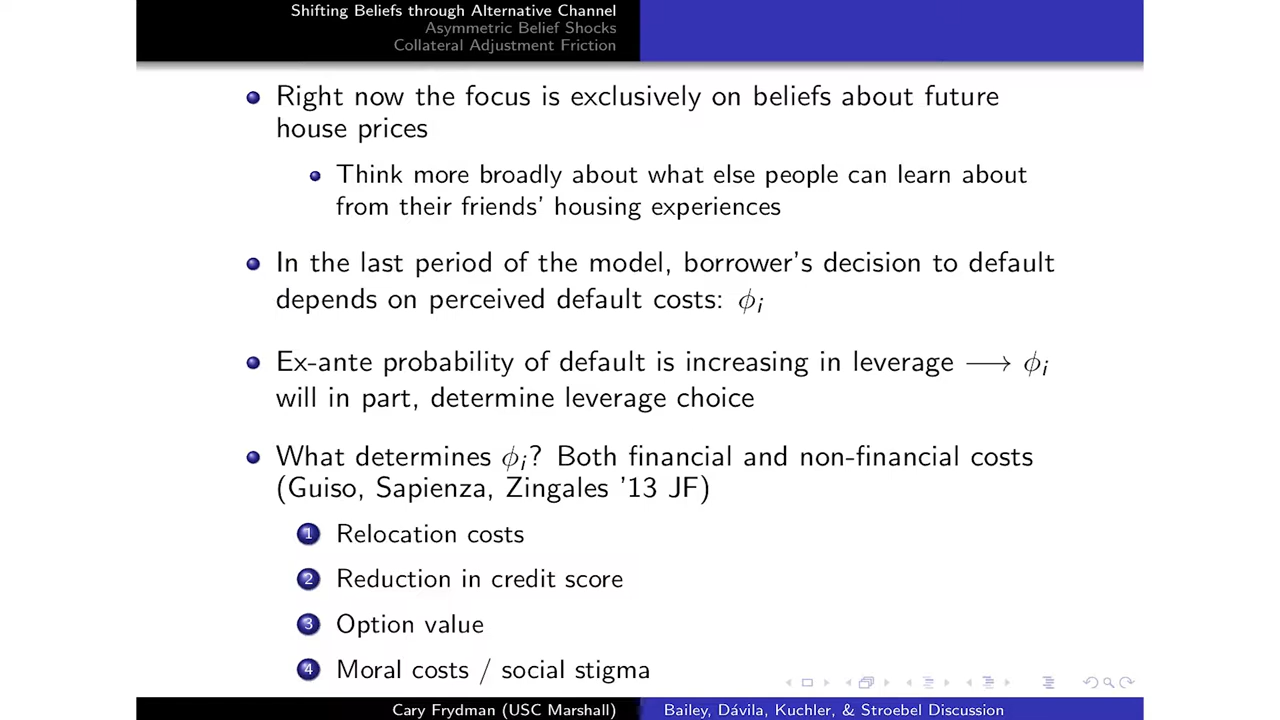 Shifting Beliefs through Alternative Channel
Asymmetric Belief Shocks
Collateral Adjustment Friction
Right now the focus is exclusively on beliefs about future
house prices
Think more broadly about what else people can learn about
from their friends' housing experiences
In the last period of the model, borrower's decision to default
depends on perceived default costs: ϕi
Ex-ante probability of default is increasing in leverage ⟶ ϕi
will in part, determine leverage choice
What determines ϕi? Both financial and non-financial costs
(Guiso, Sapienza, Zingales '13 JF)
1 Relocation costs
2 Reduction in credit score
3 Option value
4 Moral costs / social stigma
Cary Frydman (USC Marshall)
Bailey, Dávila, Kuchler, & Stroebel Discussion